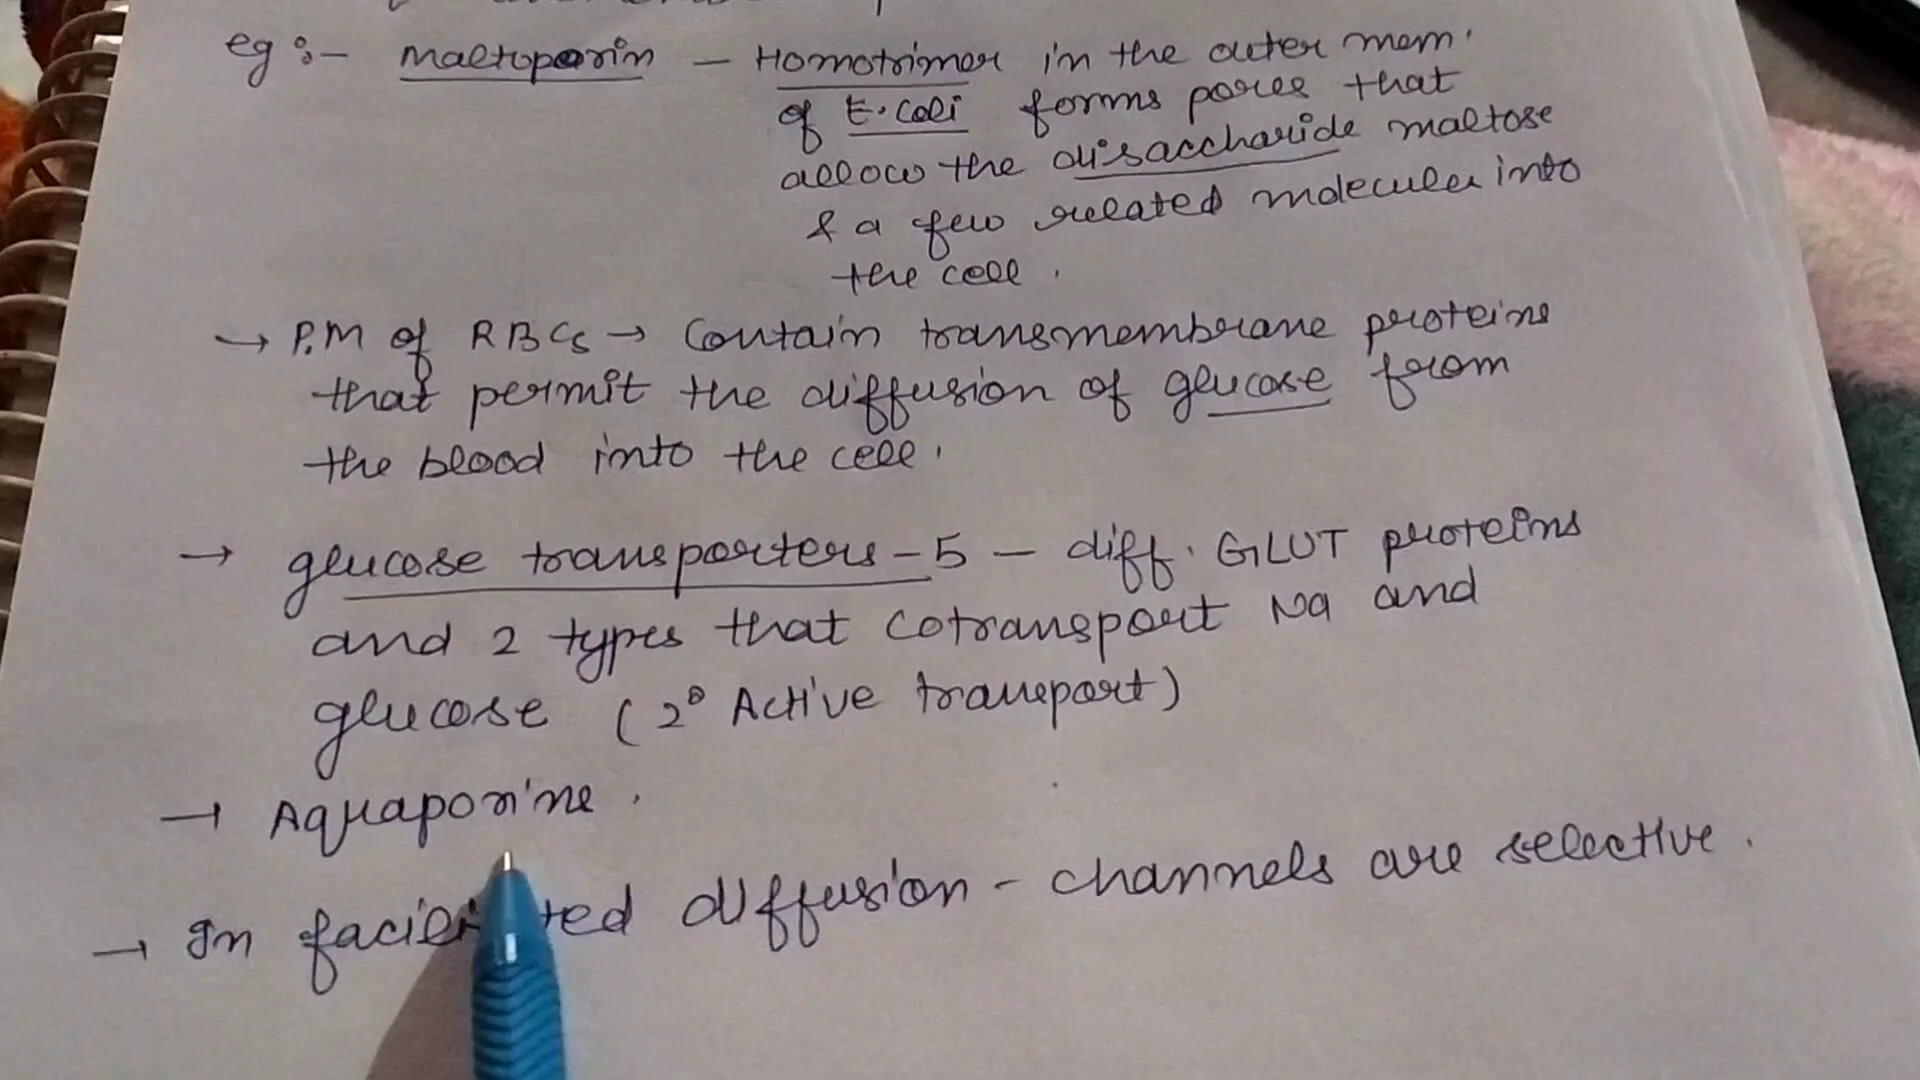 eg :- maltoporin - Homotrimer in the outer mem.
of E.coli forms pores that
allow the disaccharide maltose
& a few related molecules into
the cell.
→ P.M of RBCs → Contain transmembrane proteins
that permit the diffusion of glucose from
the blood into the cell.
→ glucose transporters - 5 - diff. GLUT proteins
and 2 types that cotransport Na and
glucose (2° Active transport)
→ Aquaporins.
→ In diffusion - channels are selective.